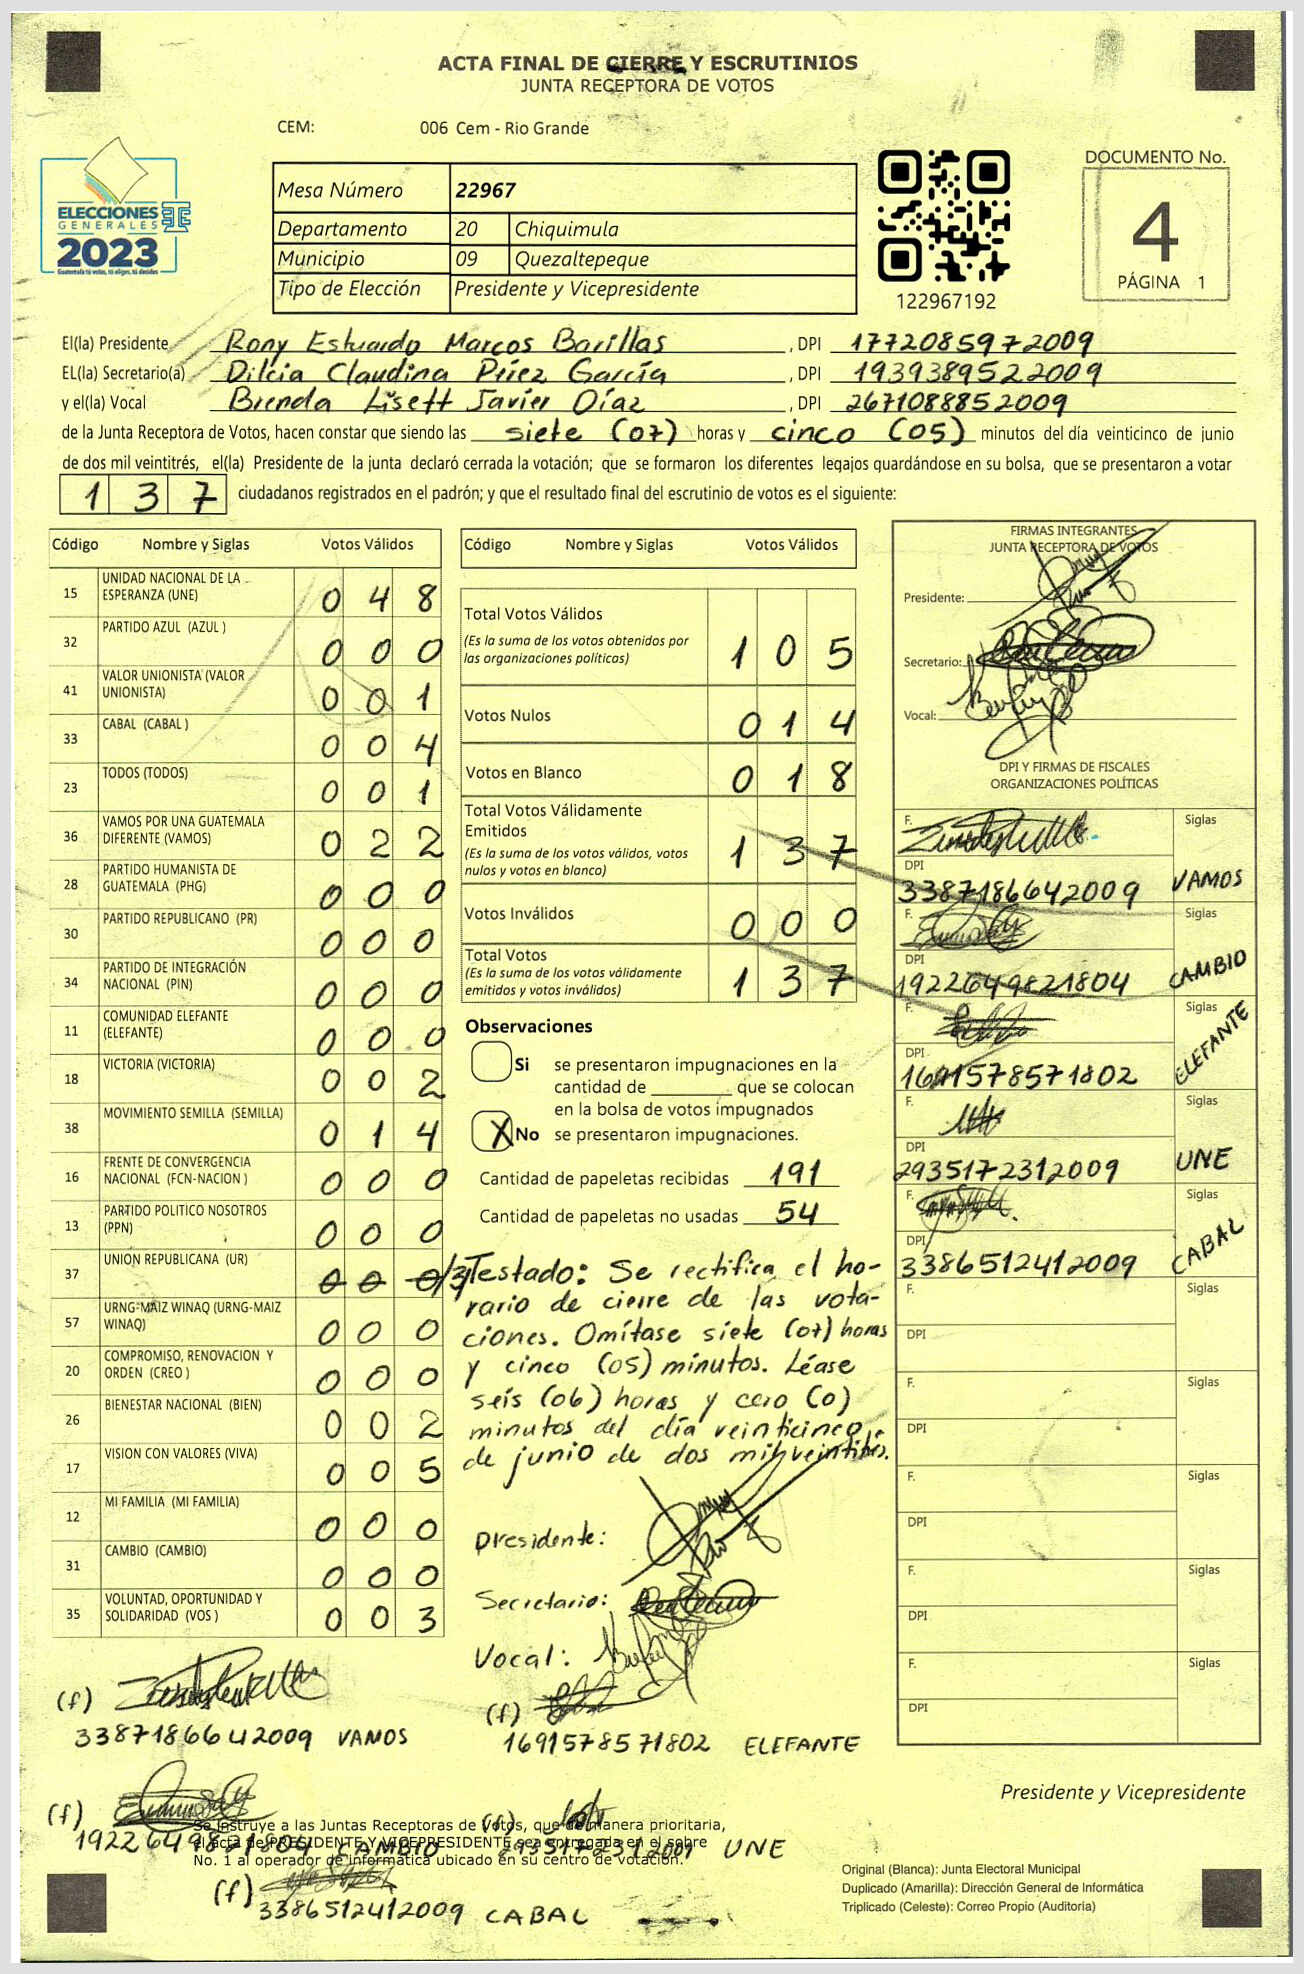 ACTA FINAL DE CIERRE Y ESCRUTINIOS
JUNTA RECEPTORA DE VOTOS
CEM: 006 Cem - Rio Grande
ELECCIONES
GENERALES
2023
Guatemala tú votas, tú eliges, tú decides
Mesa Número 22967
Departamento 20 Chiquimula
Municipio 09 Quezaltepeque
Tipo de Elección Presidente y Vicepresidente
122967192
DOCUMENTO No.
4
PÁGINA 1
El(la) Presidente Rony Estuardo Marcos Barillas, DPI 1772085972009
EL(la) Secretario(a) Dilcia Claudina Pérez García, DPI 1939389522009
y el(la) Vocal Brenda Lisett Javier Díaz, DPI 2671088852009
de la Junta Receptora de Votos, hacen constar que siendo las siete (07) horas y cinco (05) minutos del día veinticinco de junio
de dos mil veintitrés, el(la) Presidente de la junta declaró cerrada la votación; que se formaron los diferentes legajos guardándose en su bolsa, que se presentaron a votar
137 ciudadanos registrados en el padrón; y que el resultado final del escrutinio de votos es el siguiente:
Código Nombre y Siglas Votos Válidos
15 UNIDAD NACIONAL DE LA
ESPERANZA (UNE) 0 4 8
32 PARTIDO AZUL (AZUL ) 0 0 0
41 VALOR UNIONISTA (VALOR
UNIONISTA) 0 0 1
33 CABAL (CABAL ) 0 0 4
23 TODOS (TODOS) 0 0 1
36 VAMOS POR UNA GUATEMALA
DIFERENTE (VAMOS) 0 2 2
28 PARTIDO HUMANISTA DE
GUATEMALA (PHG) 0 0 0
30 PARTIDO REPUBLICANO (PR) 0 0 0
34 PARTIDO DE INTEGRACIÓN
NACIONAL (PIN) 0 0 0
11 COMUNIDAD ELEFANTE
(ELEFANTE) 0 0 0
18 VICTORIA (VICTORIA) 0 0 2
38 MOVIMIENTO SEMILLA (SEMILLA) 0 1 4
16 FRENTE DE CONVERGENCIA
NACIONAL (FCN-NACION ) 0 0 0
13 PARTIDO POLITICO NOSOTROS
(PPN) 0 0 0
37 UNION REPUBLICANA (UR) 0 0 0/3
57 URNG-MAIZ WINAQ (URNG-MAIZ
WINAQ) 0 0 0
20 COMPROMISO, RENOVACION Y
ORDEN (CREO ) 0 0 0
26 BIENESTAR NACIONAL (BIEN) 0 0 2
17 VISION CON VALORES (VIVA) 0 0 5
12 MI FAMILIA (MI FAMILIA) 0 0 0
31 CAMBIO (CAMBIO) 0 0 0
35 VOLUNTAD, OPORTUNIDAD Y
SOLIDARIDAD (VOS ) 0 0 3
Código Nombre y Siglas Votos Válidos
Total Votos Válidos
(Es la suma de los votos obtenidos por
las organizaciones políticas) 1 0 5
Votos Nulos 0 1 4
Votos en Blanco 0 1 8
Total Votos Válidamente
Emitidos
(Es la suma de los votos válidos, votos
nulos y votos en blanco) 1 3 7
Votos Inválidos 0 0 0
Total Votos
(Es la suma de los votos válidamente
emitidos y votos inválidos) 1 3 7
Observaciones
Si se presentaron impugnaciones en la
cantidad de ________ que se colocan
en la bolsa de votos impugnados
X No se presentaron impugnaciones.
Cantidad de papeletas recibidas 191
Cantidad de papeletas no usadas 54
Testado: Se rectifica el ho-
rario de cierre de las vota-
ciones. Omítase siete (07) horas
y cinco (05) minutos. Léase
seis (06) horas y cero (0)
minutos del día veinticinco
de junio de dos mil veintitrés.
Presidente:
Secretario:
Vocal:
FIRMAS INTEGRANTES
JUNTA RECEPTORA DE VOTOS
Presidente:
Secretario:
Vocal:
DPI Y FIRMAS DE FISCALES
ORGANIZACIONES POLÍTICAS
F. Siglas
DPI
3387186642009 VAMOS
F. Siglas
DPI
1922649821804 CAMBIO
F. Siglas
DPI
1691578571802 ELEFANTE
F. Siglas
DPI
2935172312009 UNE
F. Siglas
DPI
3386512412009 CABAL
F. Siglas
DPI
F. Siglas
DPI
F. Siglas
DPI
F. Siglas
DPI
F. Siglas
DPI
(f)
3387186642009 VAMOS
(f)
1691578571802 ELEFANTE
Presidente y Vicepresidente
(f)
1922649821804 CAMBIO
(f)
2935172312009 UNE
Se instruye a las Juntas Receptoras de Votos, que de manera prioritaria,
el acta de PRESIDENTE Y VICEPRESIDENTE sea entregada en el sobre
No. 1 al operador de informática ubicado en su centro de votación.
(f)
3386512412009 CABAL
Original (Blanca): Junta Electoral Municipal
Duplicado (Amarilla): Dirección General de Informática
Triplicado (Celeste): Correo Propio (Auditoría)